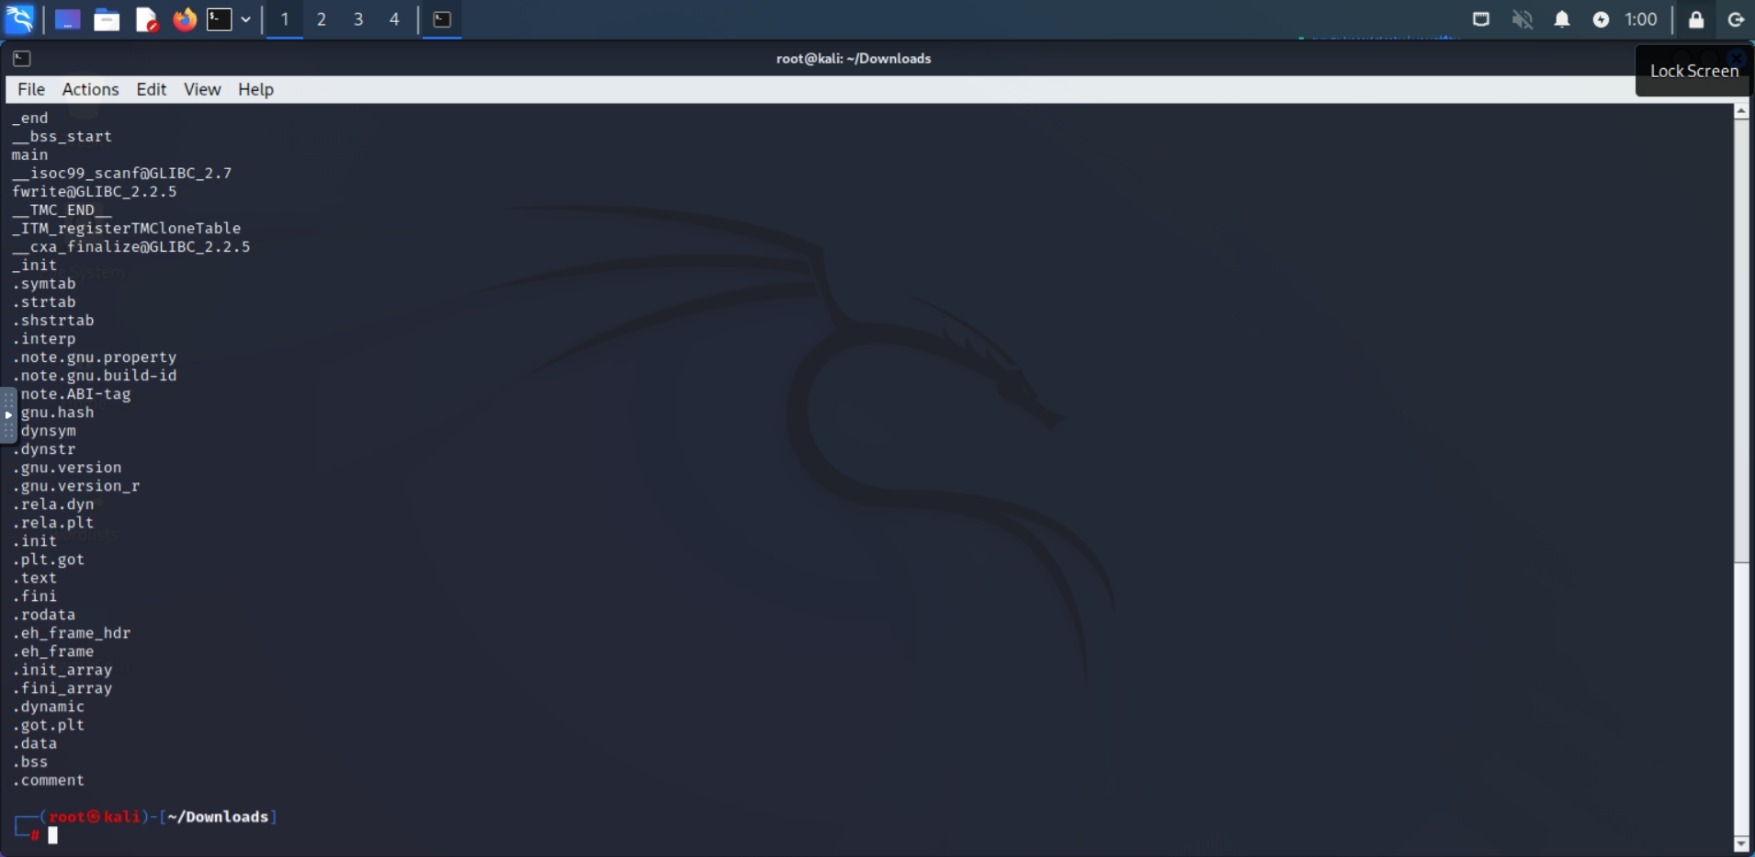 1 2 3 4 1:00
root@kali: ~/Downloads
Lock Screen
File Actions Edit View Help
_end
__bss_start
main
__isoc99_scanf@GLIBC_2.7
fwrite@GLIBC_2.2.5
__TMC_END__
_ITM_registerTMCloneTable
__cxa_finalize@GLIBC_2.2.5
_init
.symtab
.strtab
.shstrtab
.interp
.note.gnu.property
.note.gnu.build-id
note.ABI-tag
gnu.hash
dynsym
.dynstr
.gnu.version
.gnu.version_r
.rela.dyn
.rela.plt
.init
.plt.got
.text
.fini
.rodata
.eh_frame_hdr
.eh_frame
.init_array
.fini_array
.dynamic
.got.plt
.data
.bss
.comment
(root㉿kali)-[~/Downloads]
#